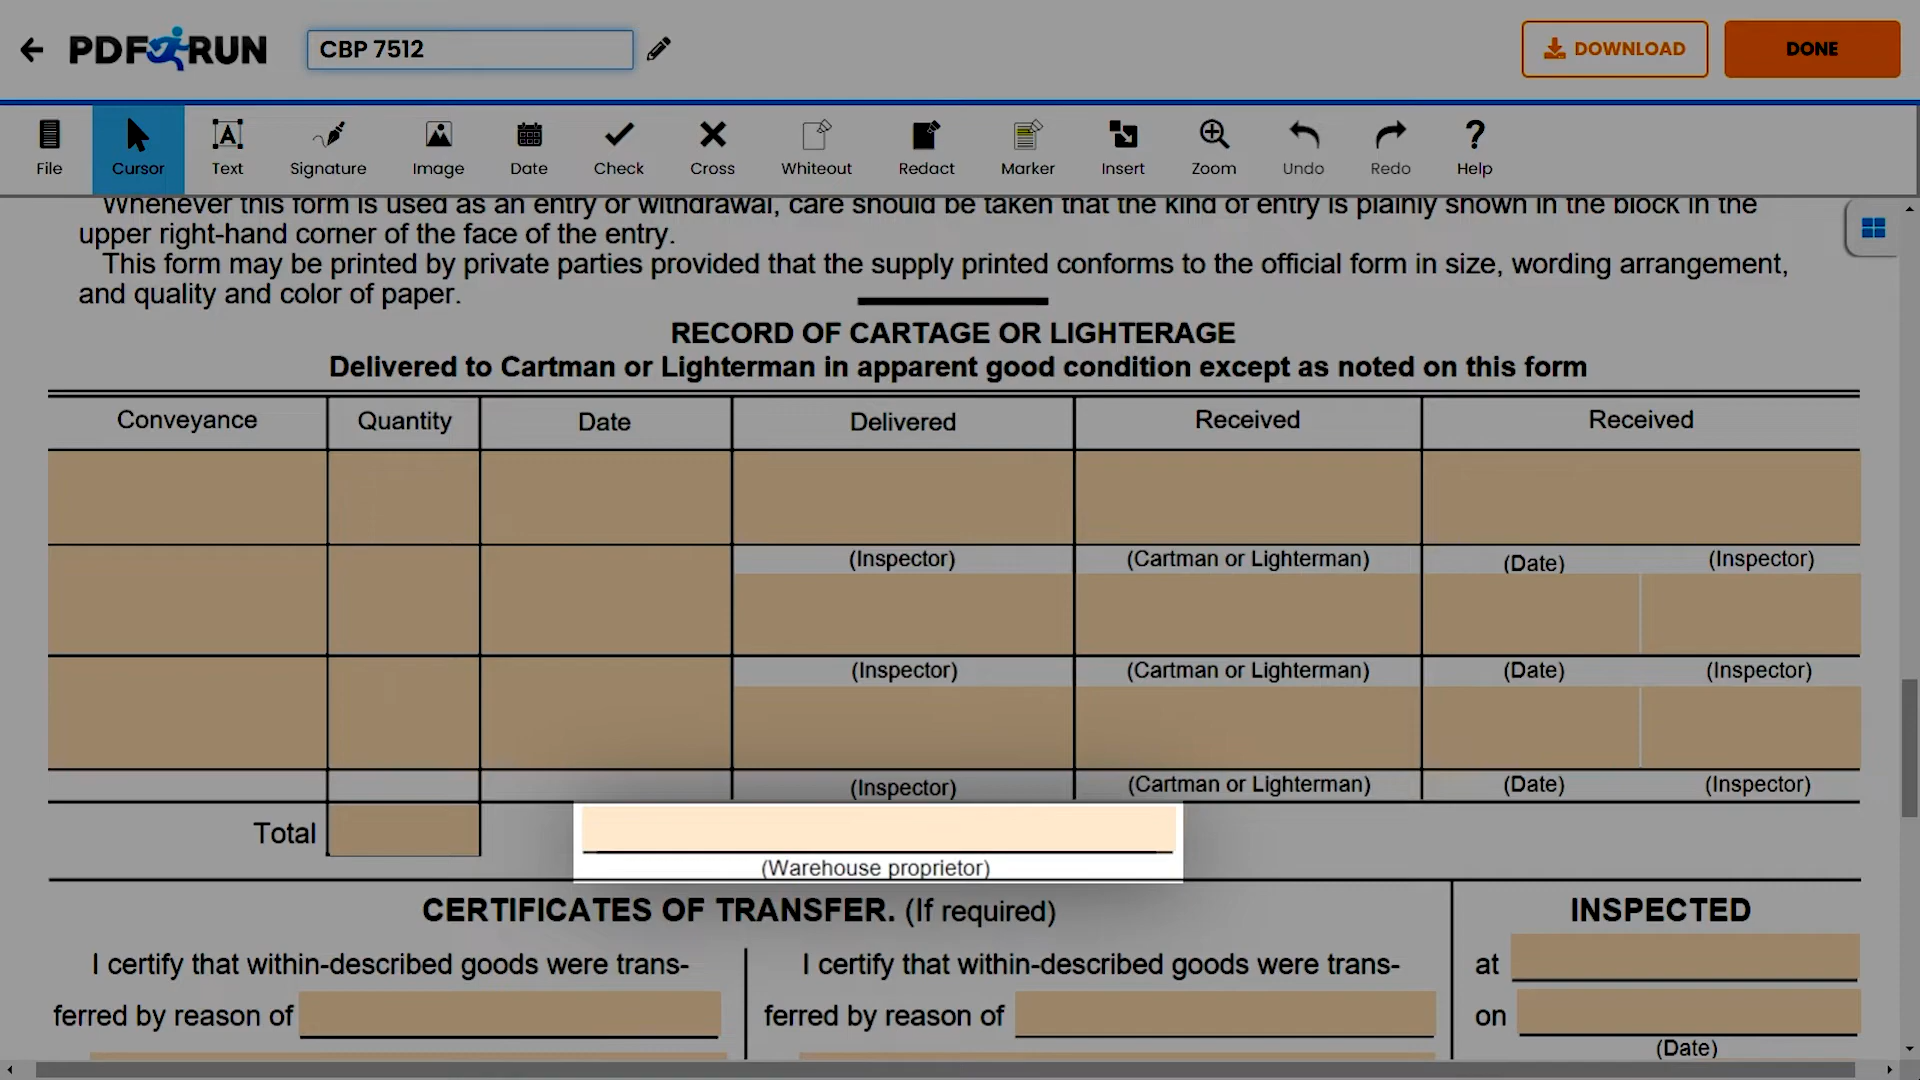 PDF RUN
CBP 7512
DOWNLOAD
DONE
File
Cursor
Text
Signature
Image
Date
Check
Cross
Whiteout
Redact
Marker
Insert
Zoom
Undo
Redo
Help
Whenever this form is used as an entry or withdrawal, care should be taken that the kind of entry is plainly shown in the block in the
upper right-hand corner of the face of the entry.
This form may be printed by private parties provided that the supply printed conforms to the official form in size, wording arrangement,
and quality and color of paper.
RECORD OF CARTAGE OR LIGHTERAGE
Delivered to Cartman or Lighterman in apparent good condition except as noted on this form
Conveyance Quantity Date Delivered Received Received
(Inspector) (Cartman or Lighterman) (Date) (Inspector)
(Inspector) (Cartman or Lighterman) (Date) (Inspector)
(Inspector) (Cartman or Lighterman) (Date) (Inspector)
Total
(Warehouse proprietor)
CERTIFICATES OF TRANSFER. (If required)
I certify that within-described goods were trans-
ferred by reason of
I certify that within-described goods were trans-
ferred by reason of
INSPECTED
at
on
(Date)